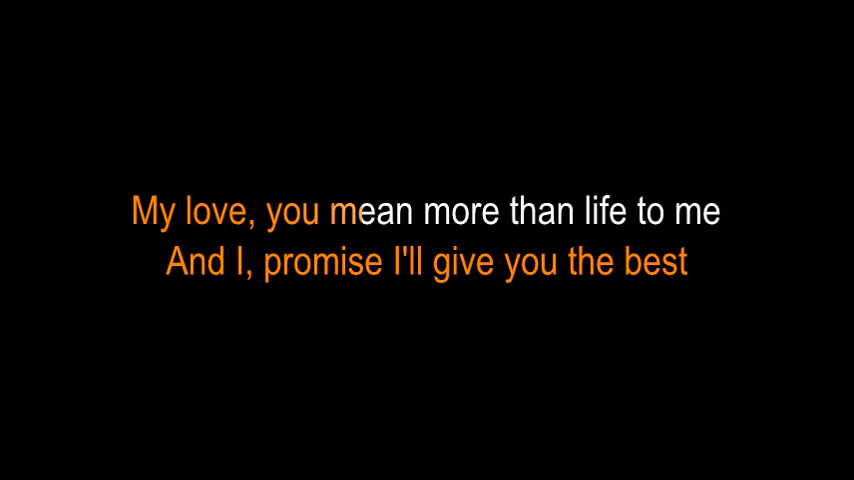 My love, you mean more than life to me
And I, promise I'll give you the best